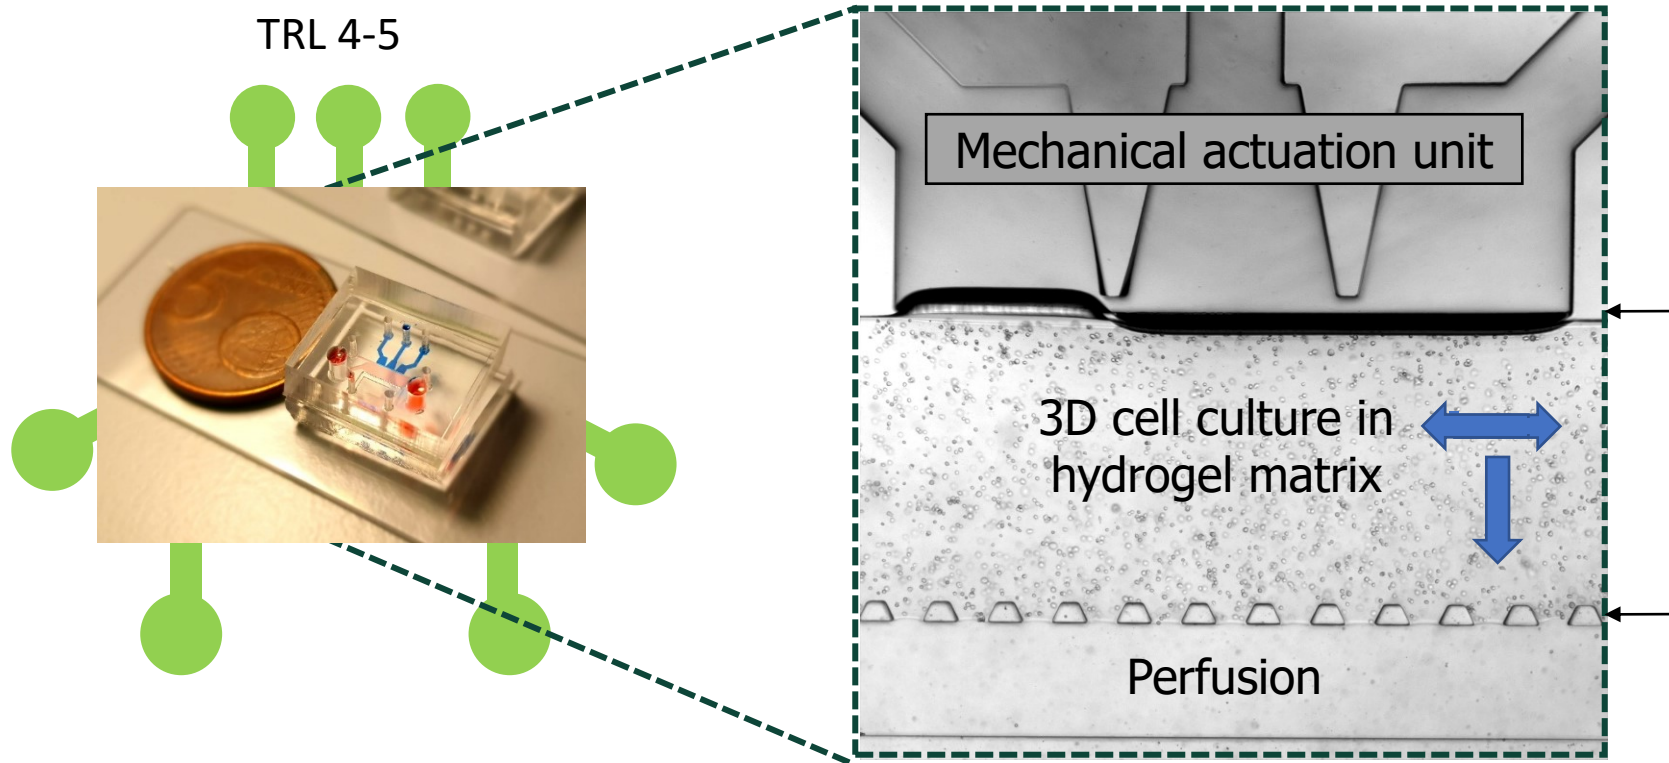 TRL 4-5
Mechanical actuation unit
3D cell culture in
hydrogel matrix
Perfusion